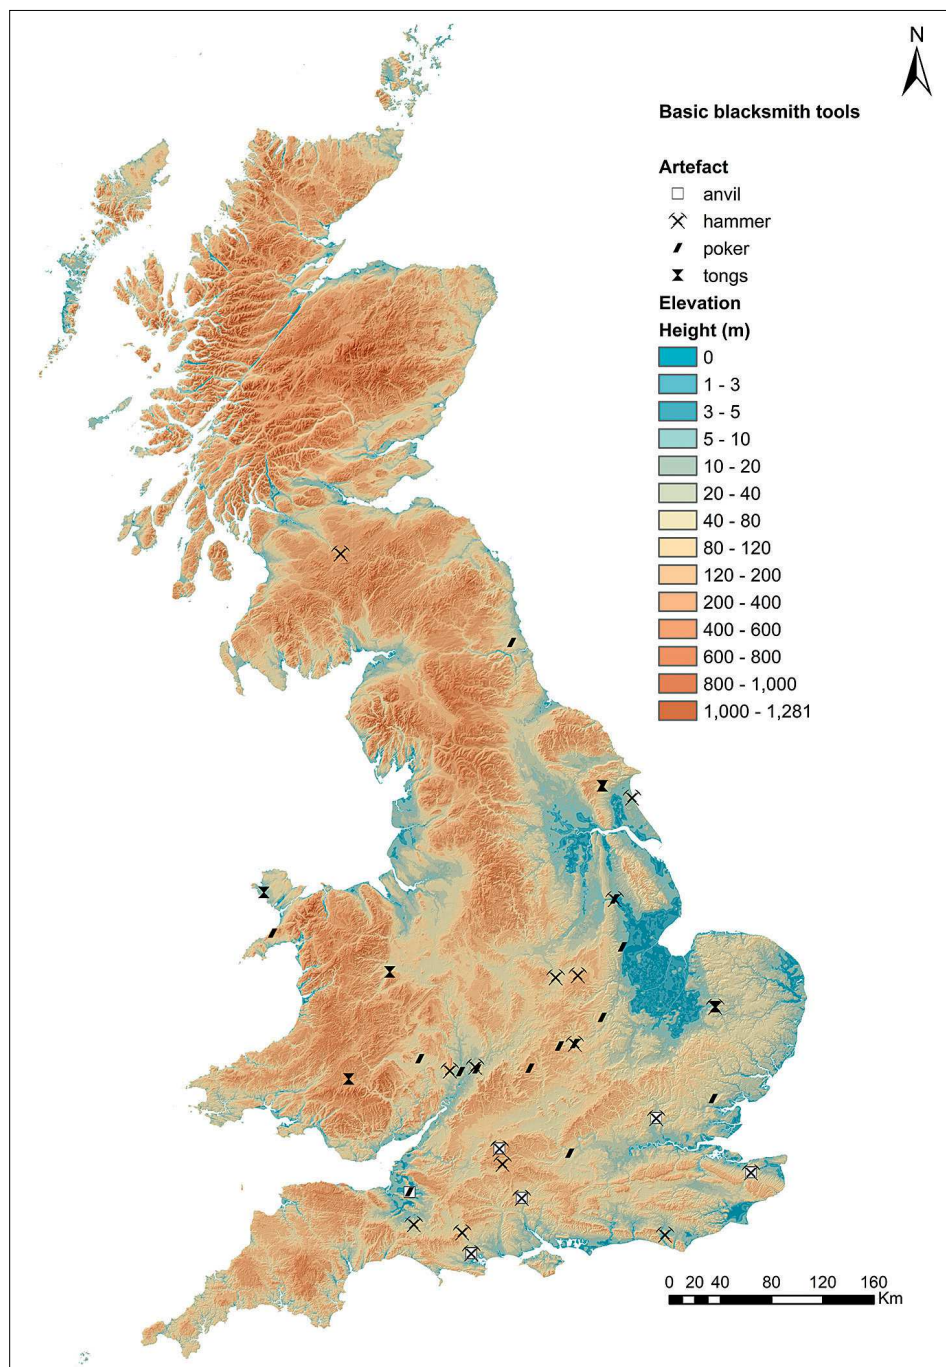 N
Basic blacksmith tools
Artefact
anvil
hammer
poker
tongs
Elevation
Height (m)
0
1 - 3
3 - 5
5 - 10
10 - 20
20 - 40
40 - 80
80 - 120
120 - 200
200 - 400
400 - 600
600 - 800
800 - 1,000
1,000 - 1,281
0 20 40 80 120 160
Km